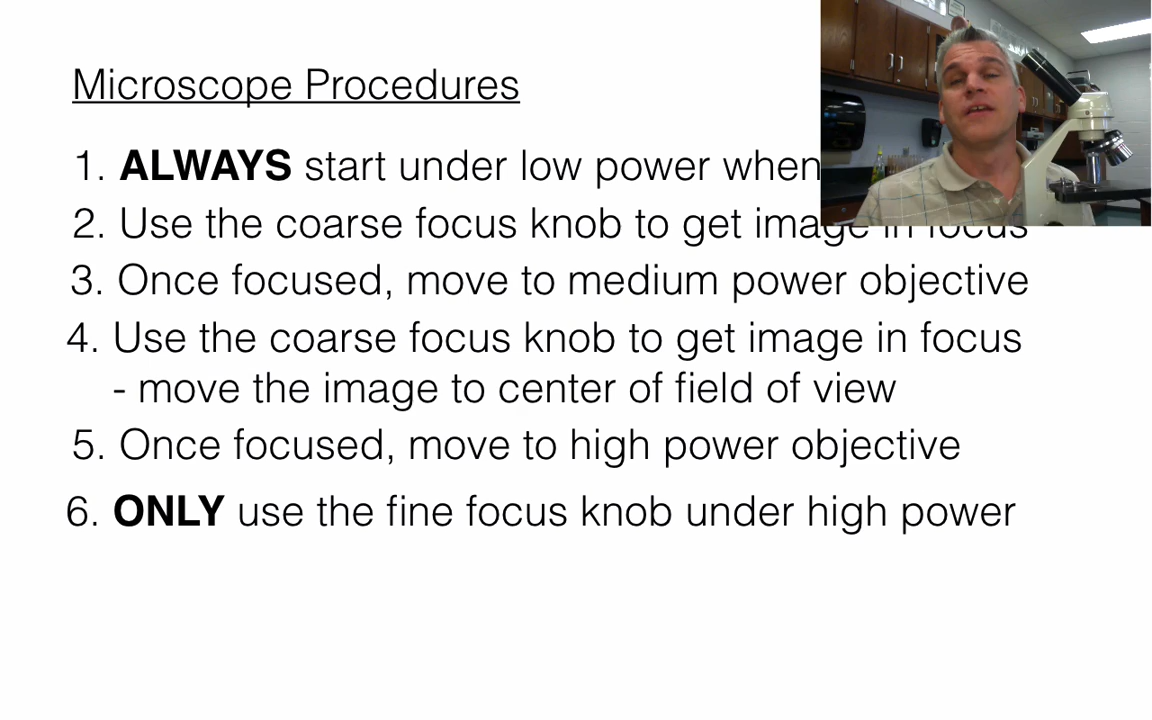 Microscope Procedures
1. ALWAYS start under low power when
2. Use the coarse focus knob to get image in focus
3. Once focused, move to medium power objective
4. Use the coarse focus knob to get image in focus
- move the image to center of field of view
5. Once focused, move to high power objective
6. ONLY use the fine focus knob under high power